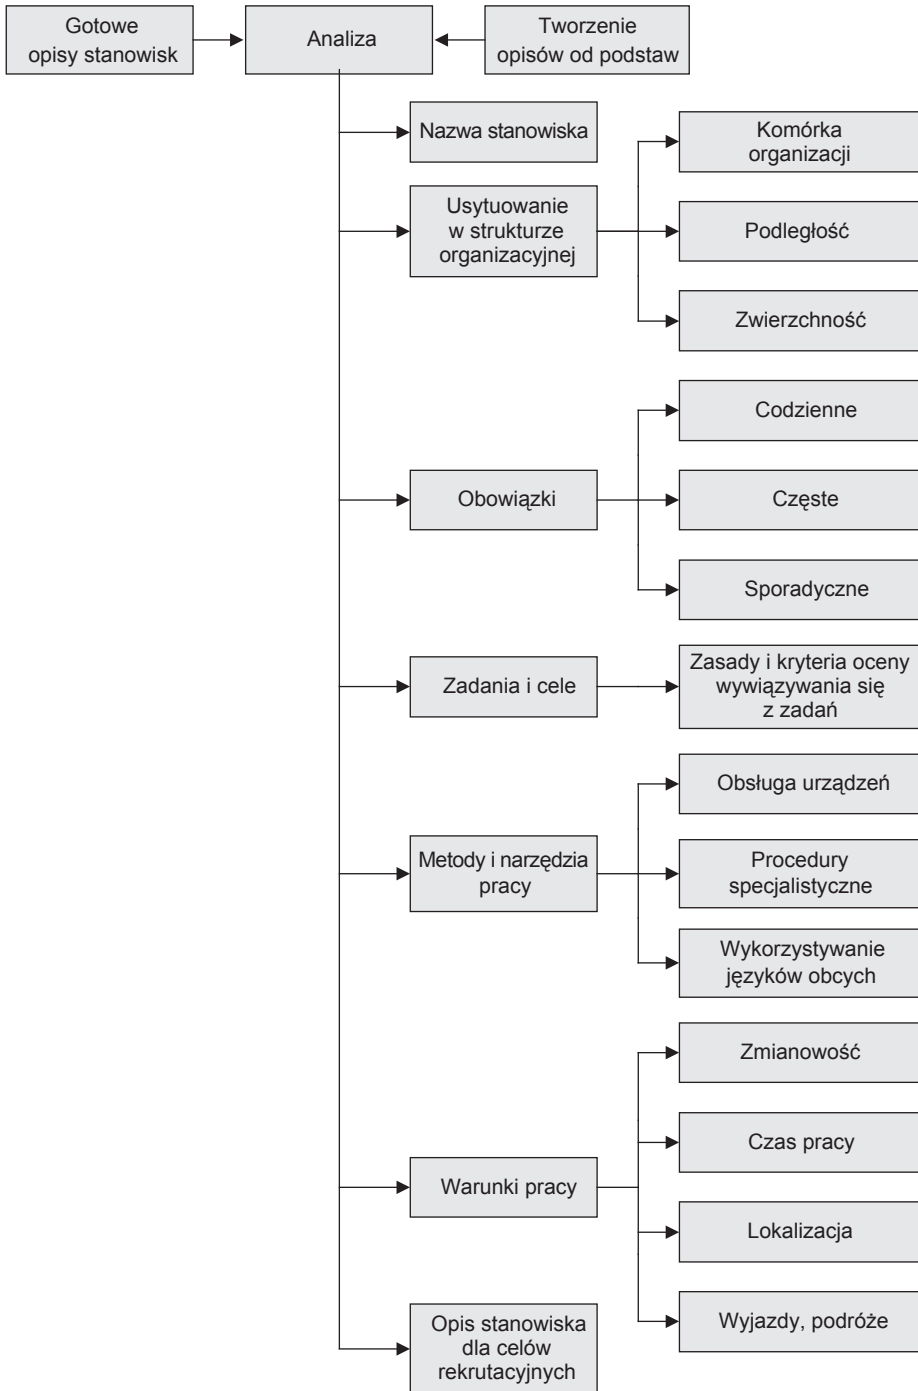 Gotowe
opisy stanowisk
Analiza
Tworzenie
opisów od podstaw
Nazwa stanowiska
Usytuowanie
w strukturze
organizacyjnej
Komórka
organizacji
Podległość
Zwierzchność
Obowiązki
Codzienne
Częste
Sporadyczne
Zadania i cele
Zasady i kryteria oceny
wywiązywania się
z zadań
Metody i narzędzia
pracy
Obsługa urządzeń
Procedury
specjalistyczne
Wykorzystywanie
języków obcych
Warunki pracy
Zmianowość
Czas pracy
Lokalizacja
Wyjazdy, podróże
Opis stanowiska
dla celów
rekrutacyjnych